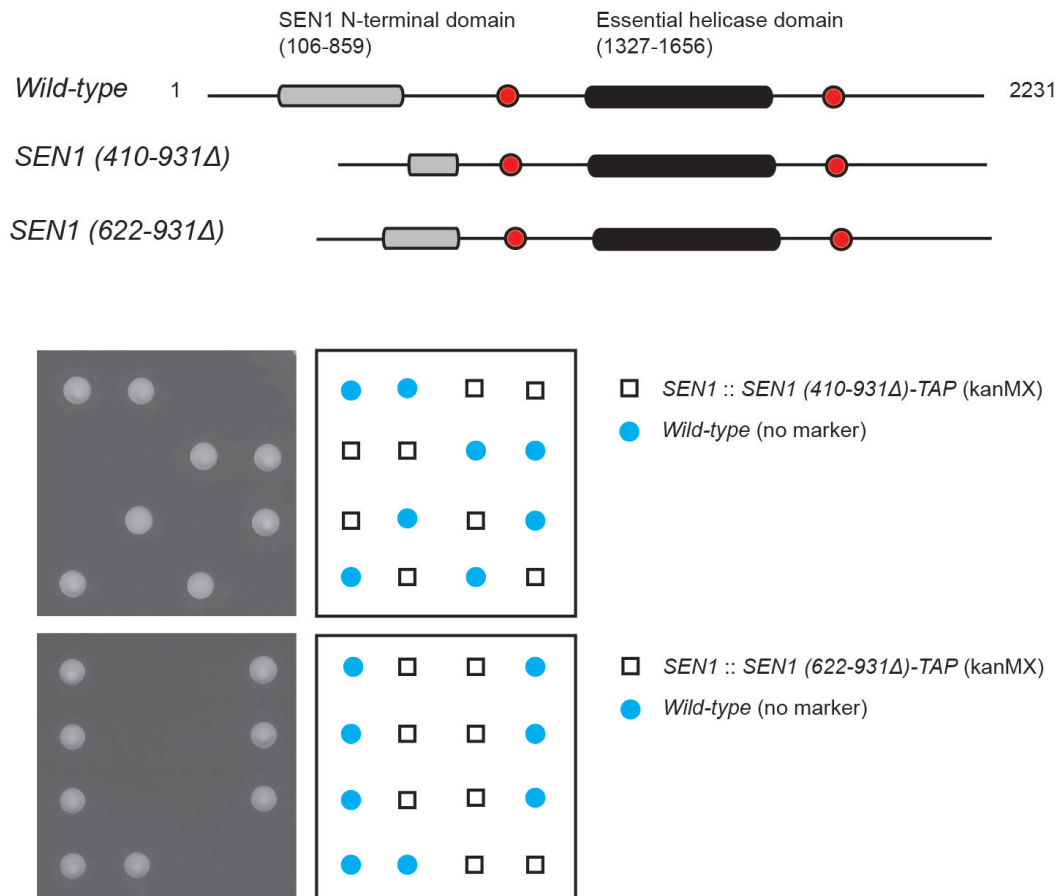 SEN1 N-terminal domain
(106-859)
Essential helicase domain
(1327-1656)
Wild-type 1 2231
SEN1 (410-931Δ)
SEN1 (622-931Δ)
SEN1 :: SEN1 (410-931Δ)-TAP (kanMX)
Wild-type (no marker)
SEN1 :: SEN1 (622-931Δ)-TAP (kanMX)
Wild-type (no marker)